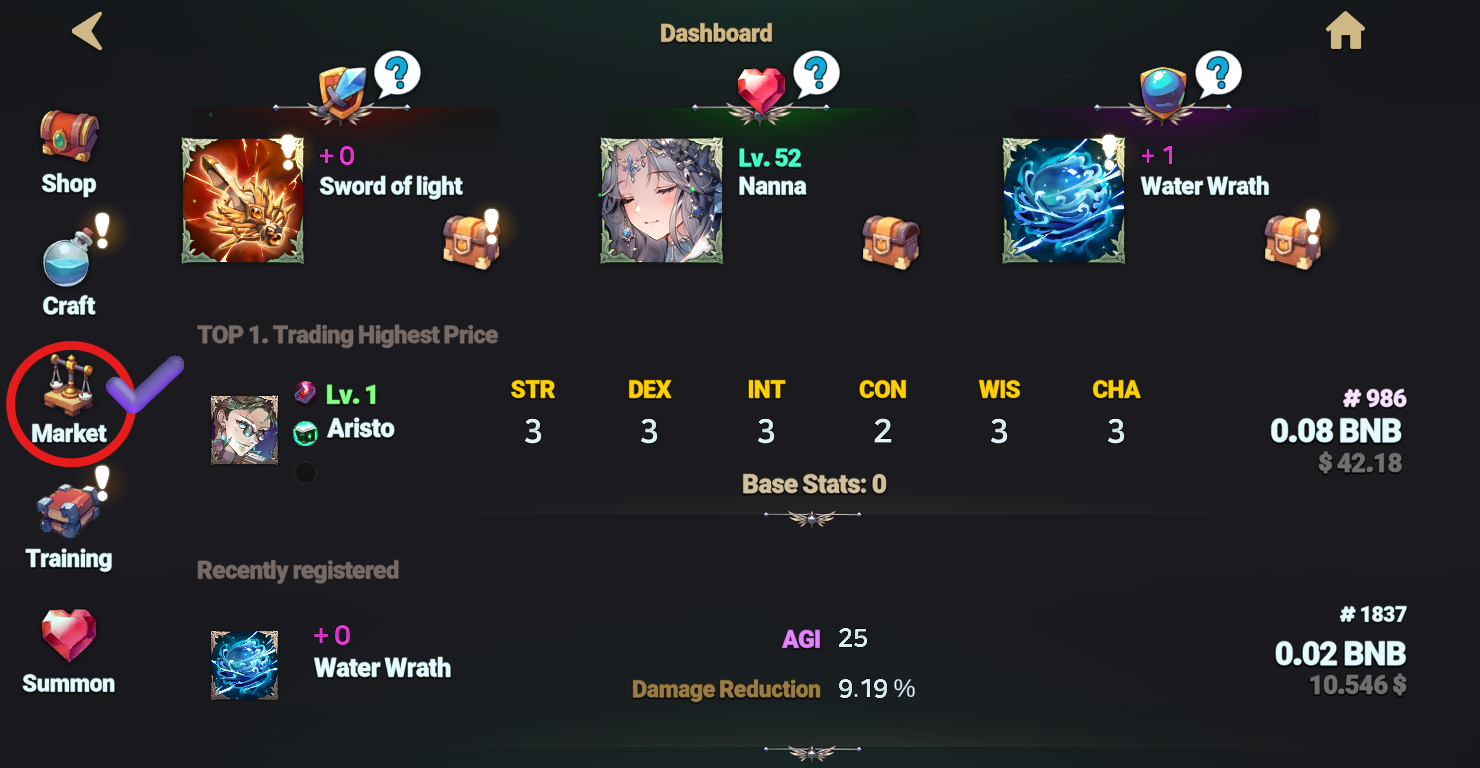 Dashboard
?
?
?
Shop
+ 0
Sword of light
Lv. 52
Nanna
+ 1
Water Wrath
Craft
TOP 1. Trading Highest Price
Market
Lv. 1
Aristo
STR DEX INT CON WIS CHA
3 3 3 2 3 3
Base Stats: 0
# 986
0.08 BNB
$ 42.18
Training
Recently registered
Summon
+ 0
Water Wrath
AGI 25
Damage Reduction 9.19 %
# 1837
0.02 BNB
10.546 $